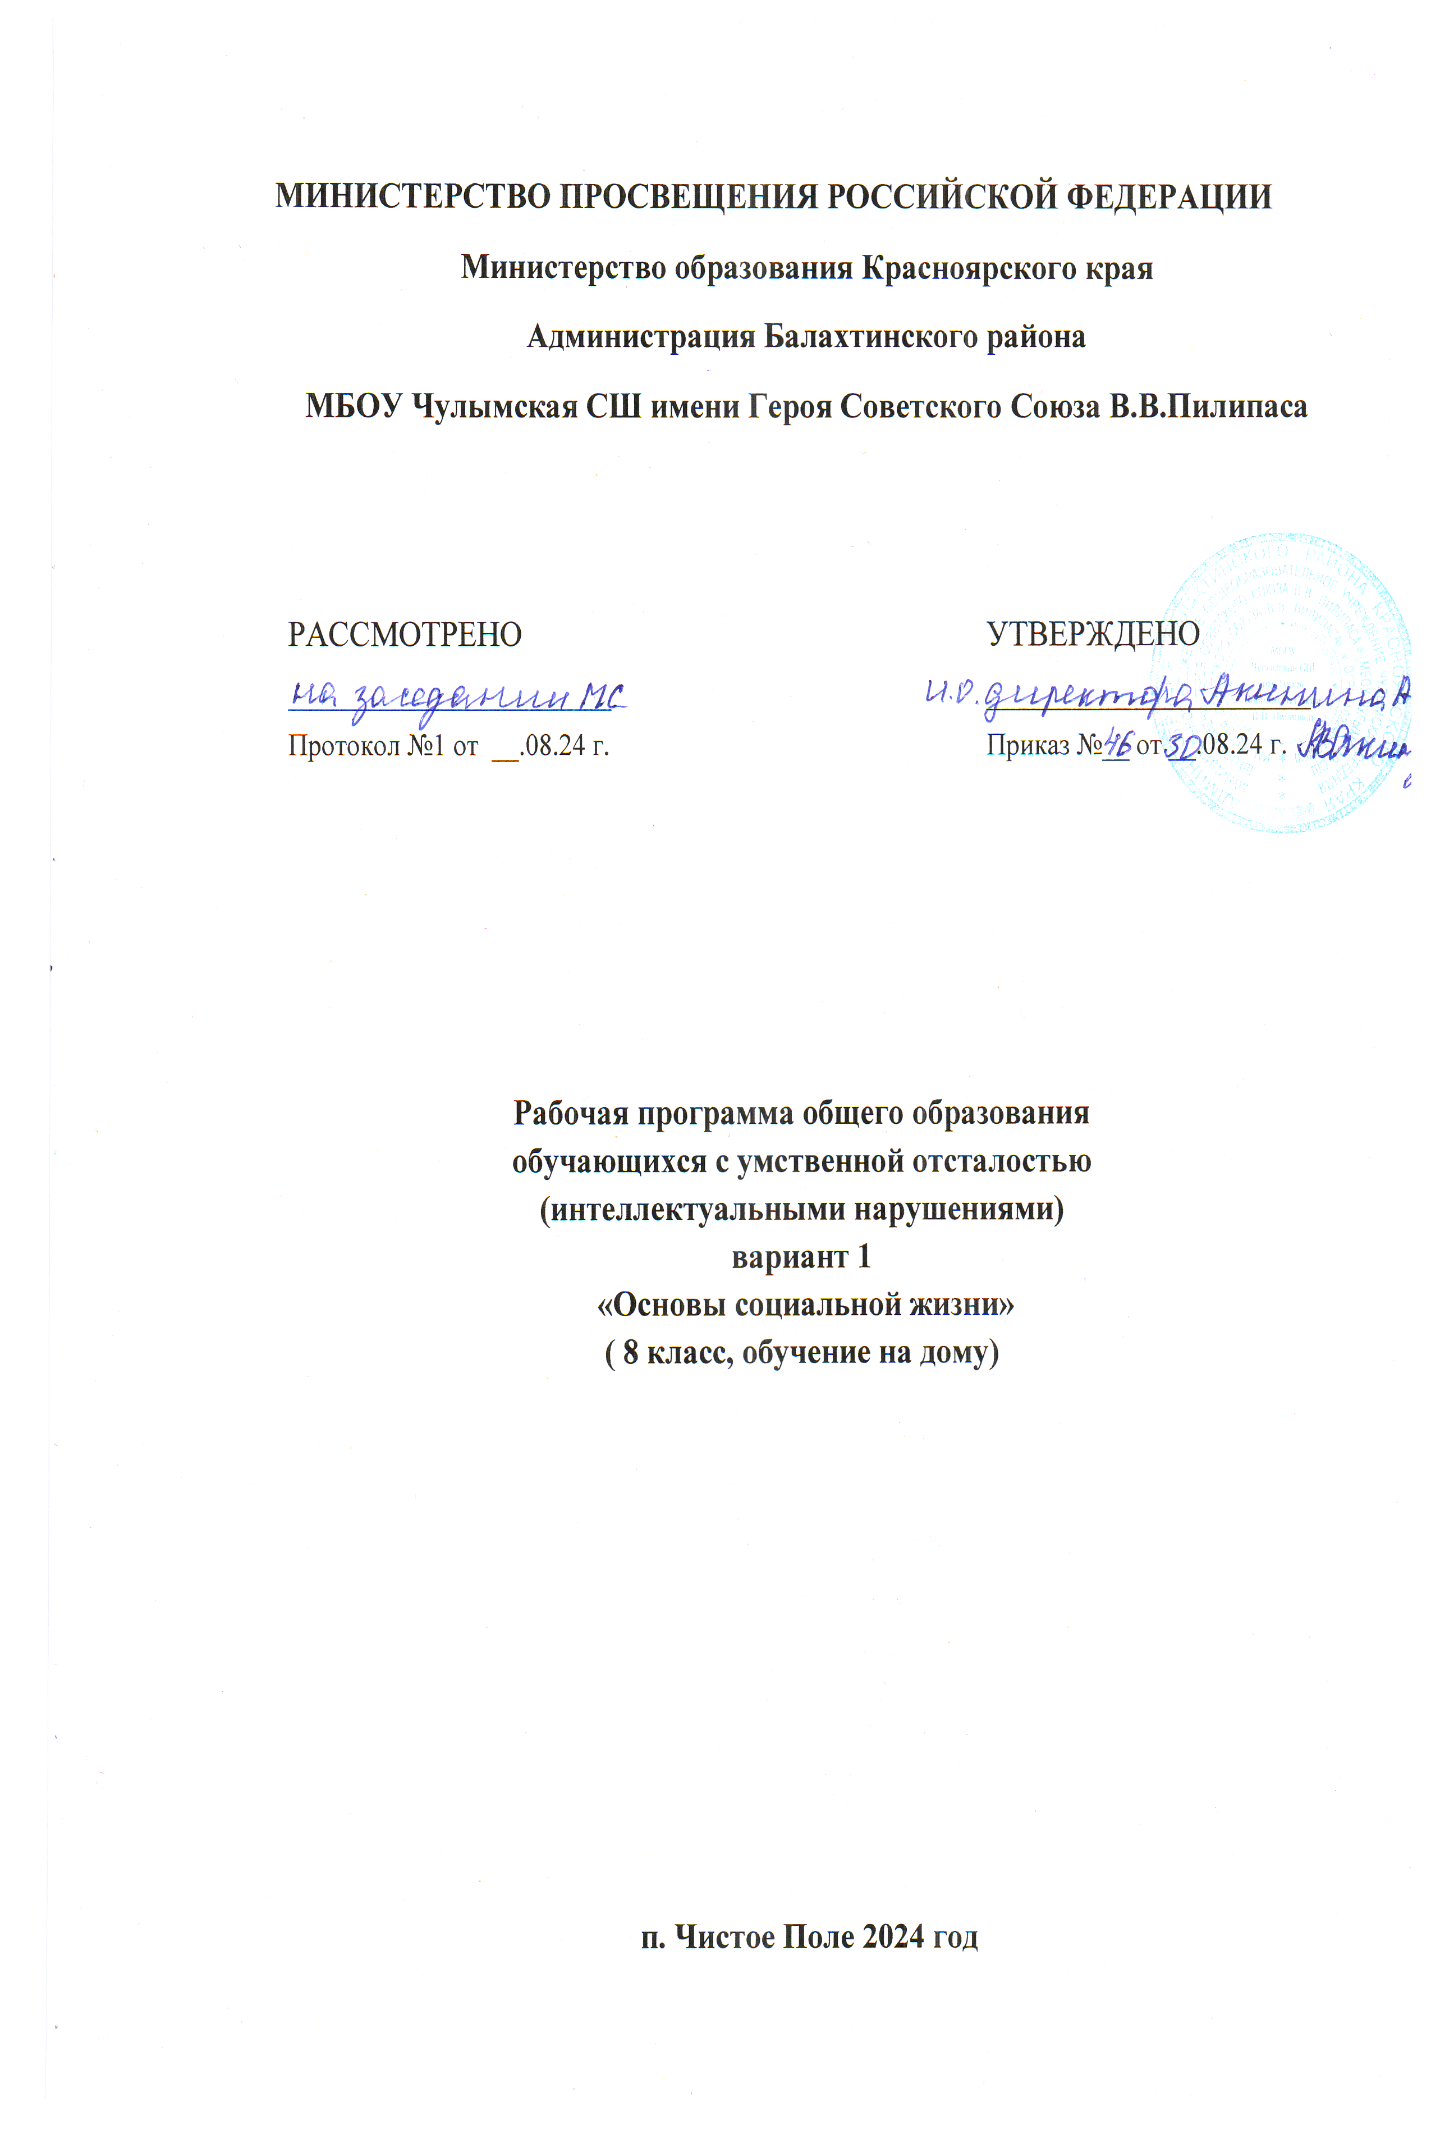 МИНИСТЕРСТВО ПРОСВЕЩЕНИЯ РОССИЙСКОЙ ФЕДЕРАЦИИ
Министерство образования Красноярского края
Администрация Балахтинского района
МБОУ Чулымская СШ имени Героя Советского Союза В.В.Пилипаса
РАССМОТРЕНО
на заседании МС
Протокол №1 от __.08.24 г.
УТВЕРЖДЕНО
И.О. директора Акинина А
Приказ №46 от 30.08.24 г.
Рабочая программа общего образования
обучающихся с умственной отсталостью
(интеллектуальными нарушениями)
вариант 1
«Основы социальной жизни»
( 8 класс, обучение на дому)
п. Чистое Поле 2024 год